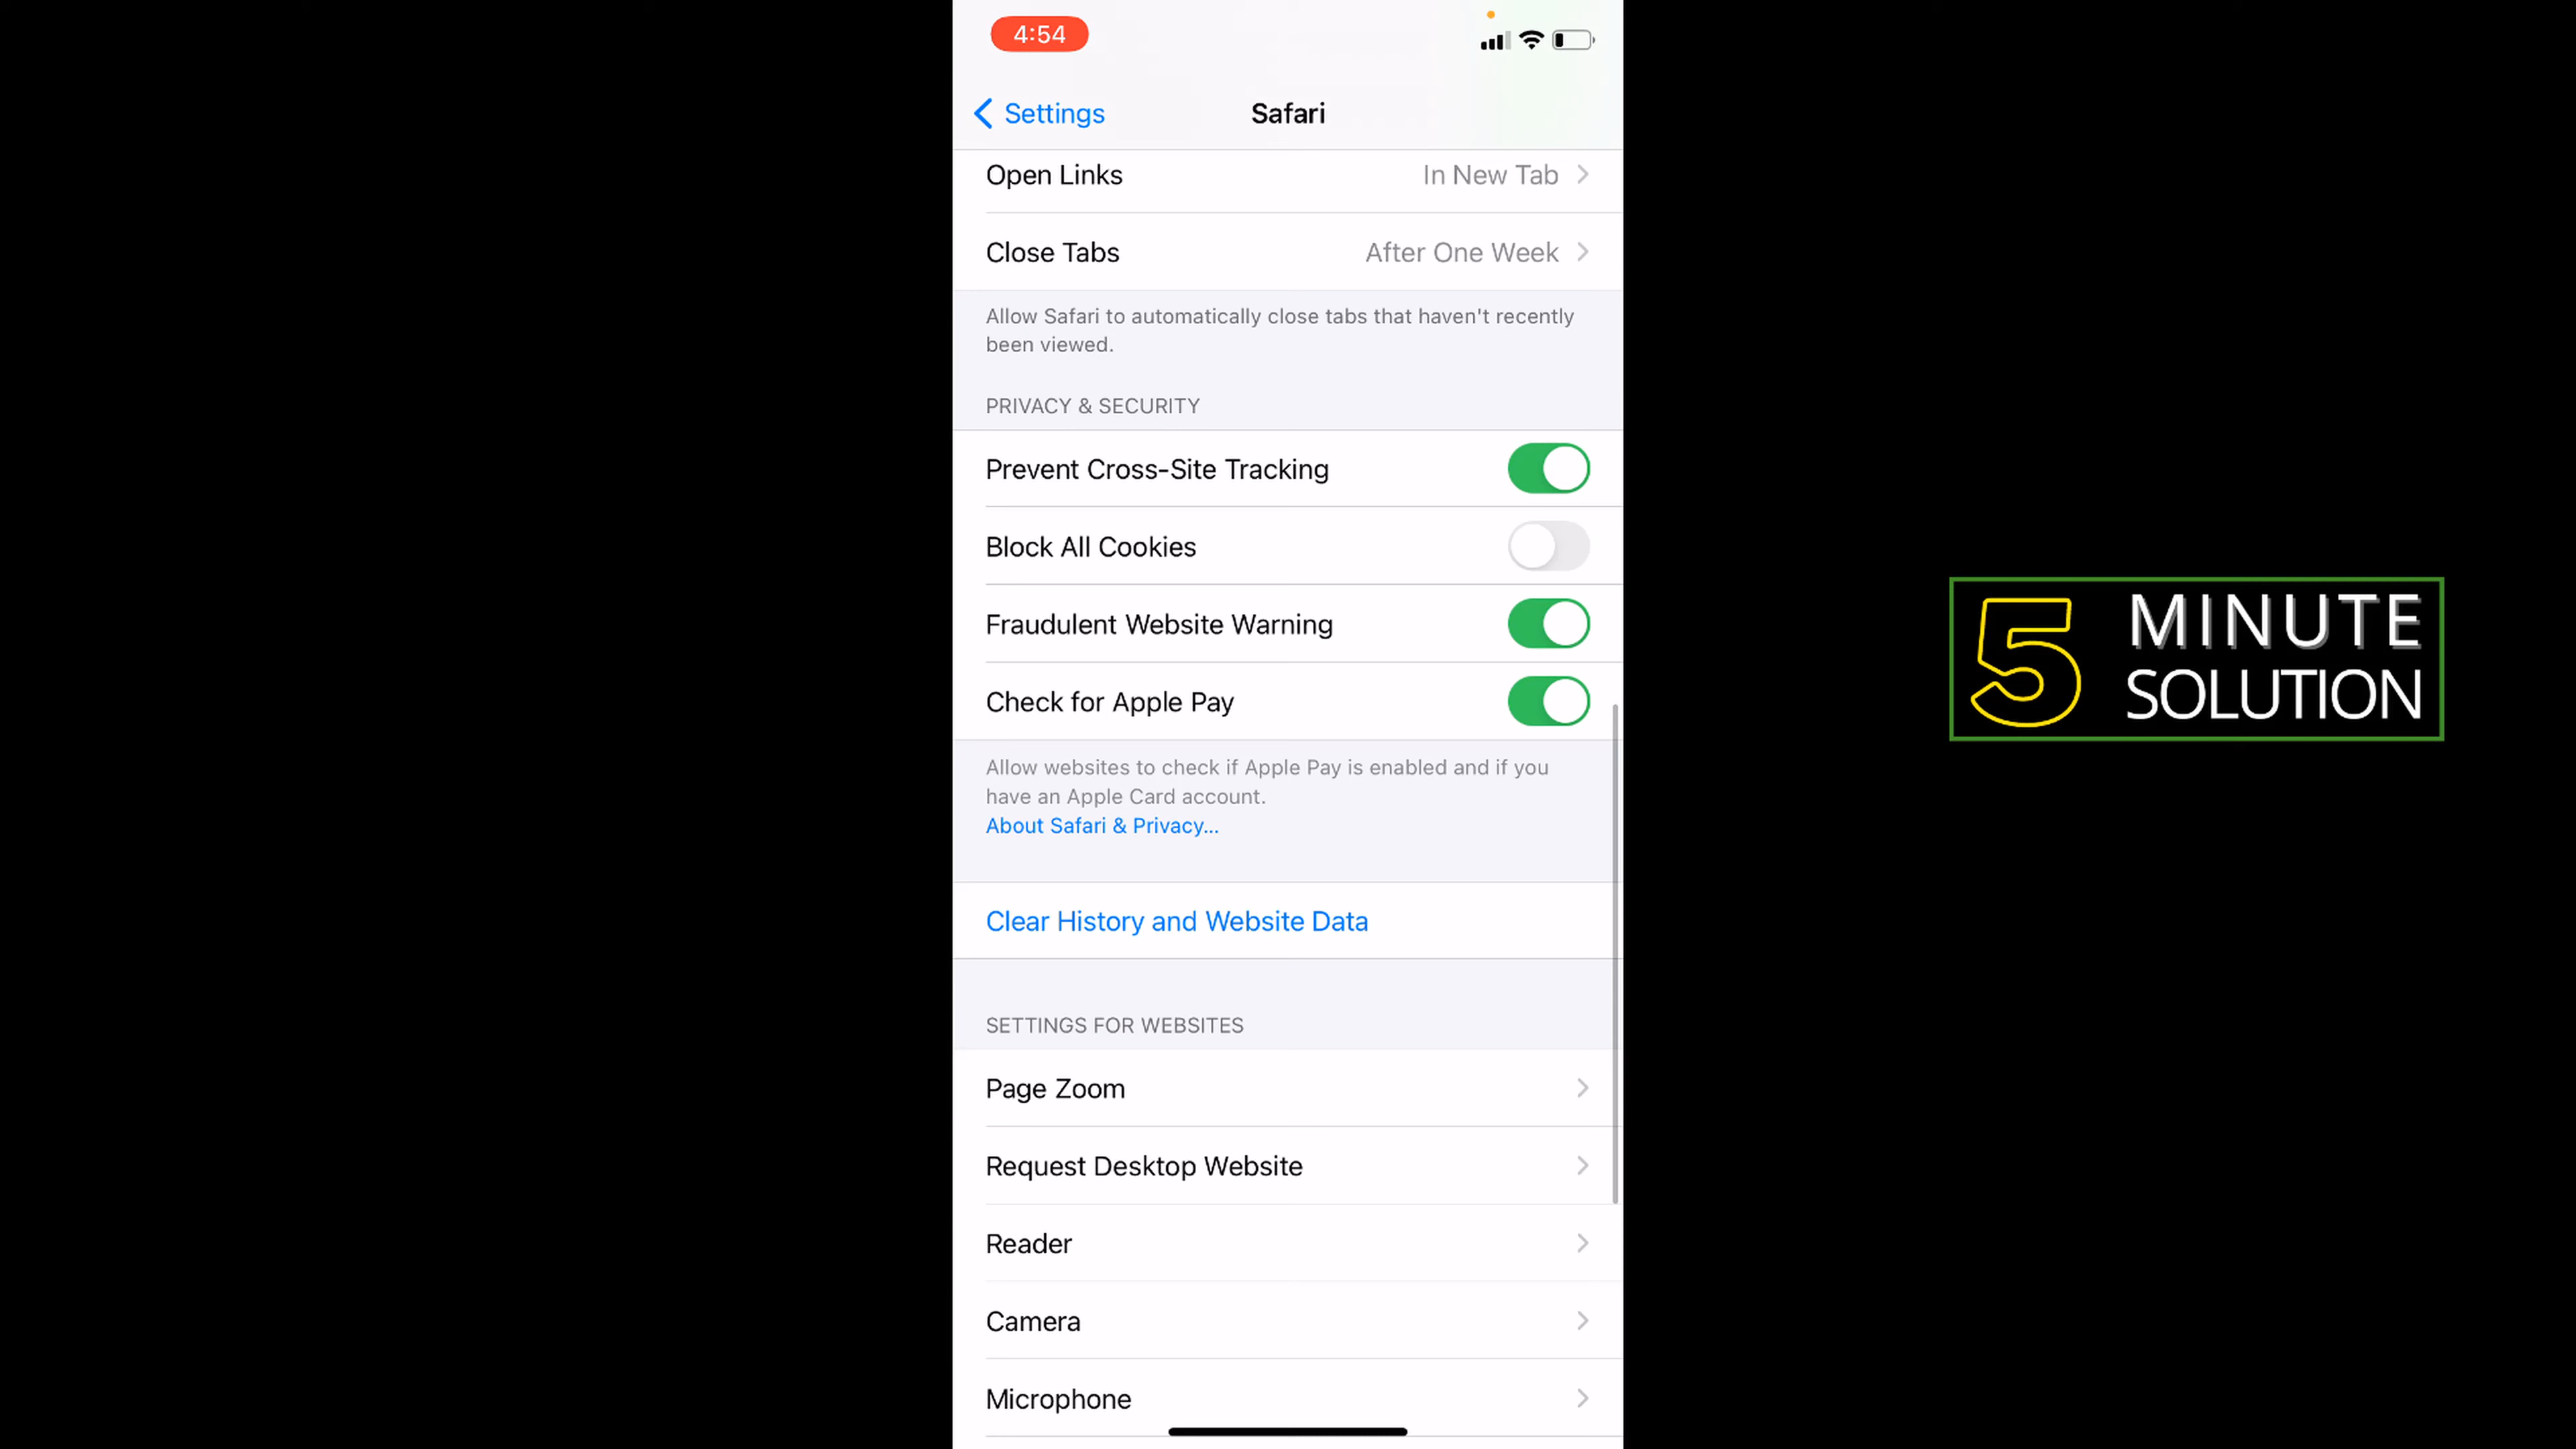 4:54
Settings
Safari
Open Links
In New Tab
Close Tabs
After One Week
Allow Safari to automatically close tabs that haven't recently
been viewed.
PRIVACY & SECURITY
Prevent Cross-Site Tracking
Block All Cookies
Fraudulent Website Warning
Check for Apple Pay
Allow websites to check if Apple Pay is enabled and if you
have an Apple Card account.
About Safari & Privacy...
Clear History and Website Data
SETTINGS FOR WEBSITES
Page Zoom
Request Desktop Website
Reader
Camera
Microphone
5 MINUTE
SOLUTION